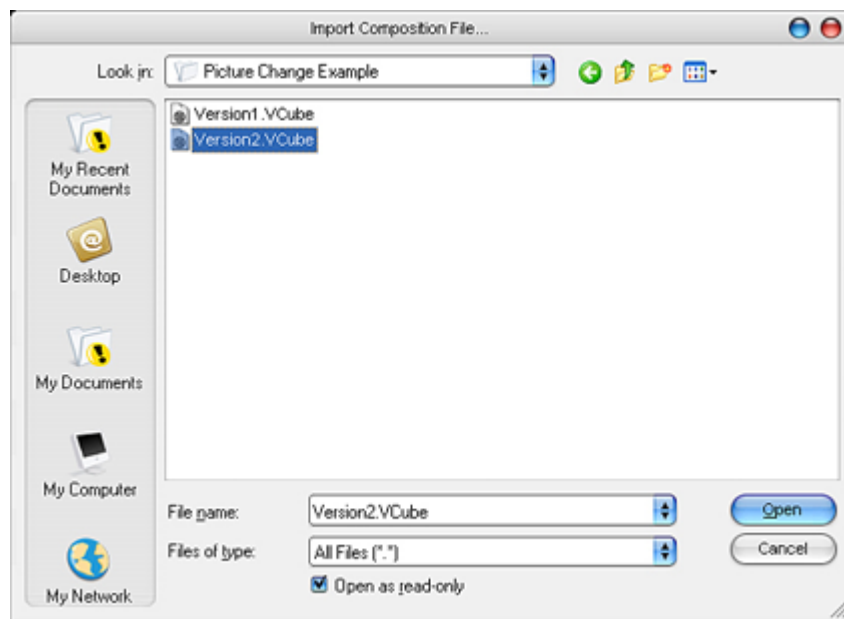 Import Composition File...
Look in:
Picture Change Example
Version1.VCube
Version2.VCube
My Recent
Documents
Desktop
My Documents
My Computer
My Network
File name:
Version2.VCube
Open
Files of type:
All Files (*.*)
Cancel
Open as read-only